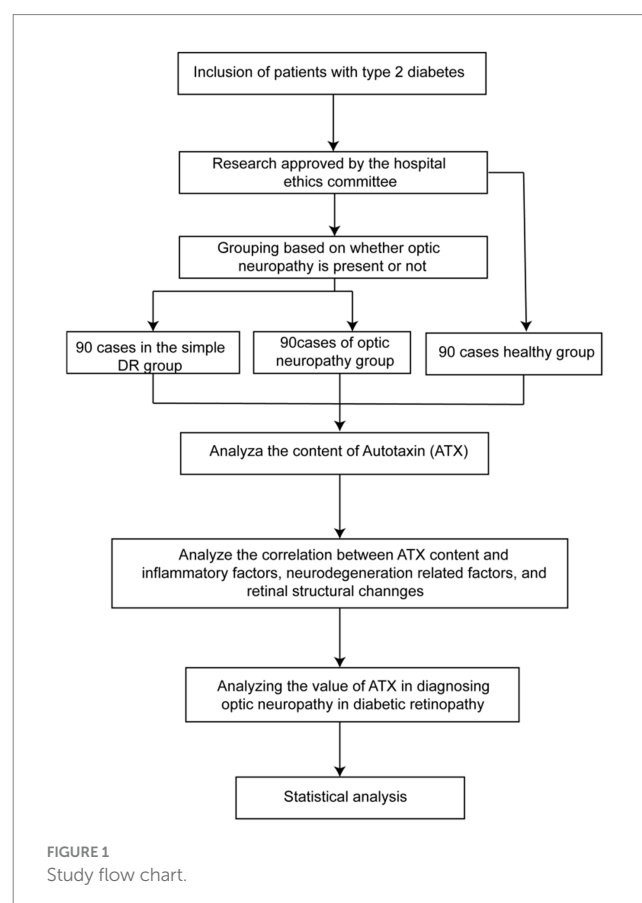 Inclusion of patients with type 2 diabetes
Research approved by the hospital
ethics committee
Grouping based on whether optic
neuropathy is present or not
90 cases in the simple
DR group
90cases of optic
neuropathy group
90 cases healthy group
Analyza the content of Autotaxin (ATX)
Analyze the correlation between ATX content and
inflammatory factors, neurodegeneration related factors, and
retinal structural channges
Analyzing the value of ATX in diagnosing
optic neuropathy in diabetic retinopathy
Statistical analysis
FIGURE 1
Study flow chart.